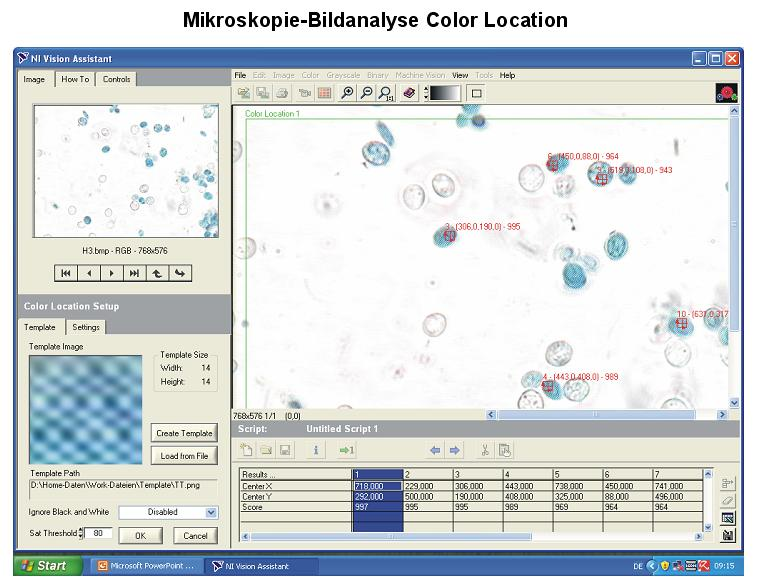 Mikroskopie-Bildanalyse Color Location
NI Vision Assistant
Image How To Controls
File Edit Image Color Grayscale Binary Machine Vision View Tools Help
Color Location 1
6 - (450,0,88,0) - 964
(619,0,108,0) - 943
3 - (306,0,190,0) - 995
10 - (637,0,317
4 - (443,0,408,0) - 989
H3.bmp - RGB - 768x576
Color Location Setup
Template Settings
Template Image
Template Size
Width: 14
Height: 14
Create Template
Load from File
Template Path
D:\Home-Daten\Work-Dateien\Template\TT.png
Ignore Black and White Disabled
Sat Threshold 80 OK Cancel
768x576 1/1 (0,0)
Script: Untitled Script 1
Results ... 1 2 3 4 5 6 7
Center X 718,000 229,000 306,000 443,000 738,000 450,000 741,000
Center Y 292,000 500,000 190,000 408,000 325,000 88,000 496,000
Score 997 995 995 989 969 964 964
Start Microsoft PowerPoint ... NI Vision Assistant DE 09:15